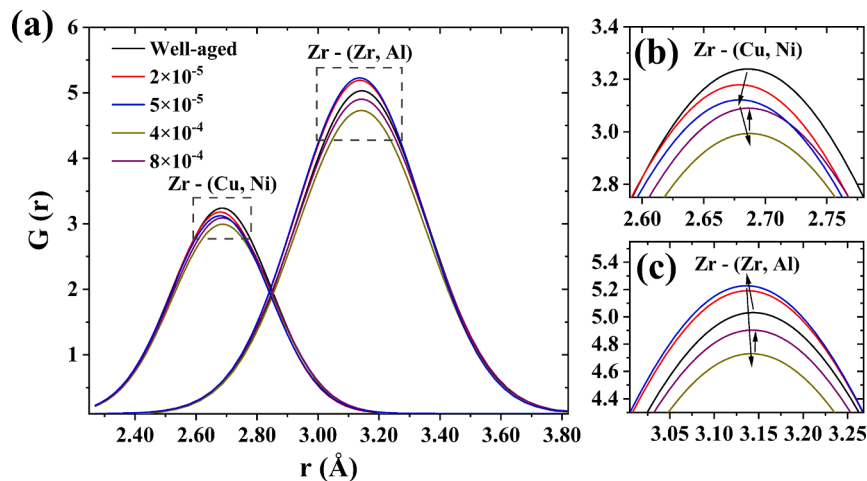 (a)
Well-aged
2×10⁻⁵
5×10⁻⁵
4×10⁻⁴
8×10⁻⁴
Zr - (Zr, Al)
Zr - (Cu, Ni)
G (r)
6
5
4
3
2
1
2.40 2.60 2.80 3.00 3.20 3.40 3.60 3.80
r (Å)
(b)
Zr - (Cu, Ni)
3.4
3.2
3.0
2.8
2.60 2.65 2.70 2.75
(c)
Zr - (Zr, Al)
5.4
5.2
5.0
4.8
4.6
4.4
3.05 3.10 3.15 3.20 3.25